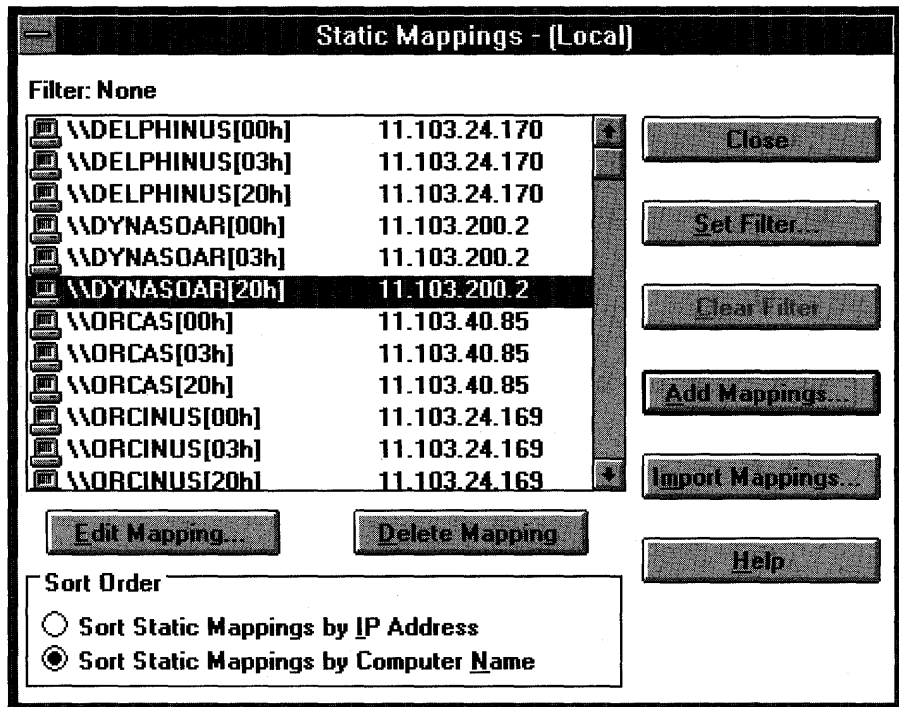 Static Mappings - (Local)
Filter: None
\\DELPHINUS[00h] 11.103.24.170
\\DELPHINUS[03h] 11.103.24.170
\\DELPHINUS[20h] 11.103.24.170
\\DYNASOAR[00h] 11.103.200.2
\\DYNASOAR[03h] 11.103.200.2
\\DYNASOAR[20h] 11.103.200.2
\\ORCAS[00h] 11.103.40.85
\\ORCAS[03h] 11.103.40.85
\\ORCAS[20h] 11.103.40.85
\\ORCINUS[00h] 11.103.24.169
\\ORCINUS[03h] 11.103.24.169
\\ORCINUS[20h] 11.103.24.169
Close
Set Filter...
Clear Filter
Add Mappings...
Import Mappings...
Help
Edit Mapping...
Delete Mapping
Sort Order
Sort Static Mappings by IP Address
Sort Static Mappings by Computer Name